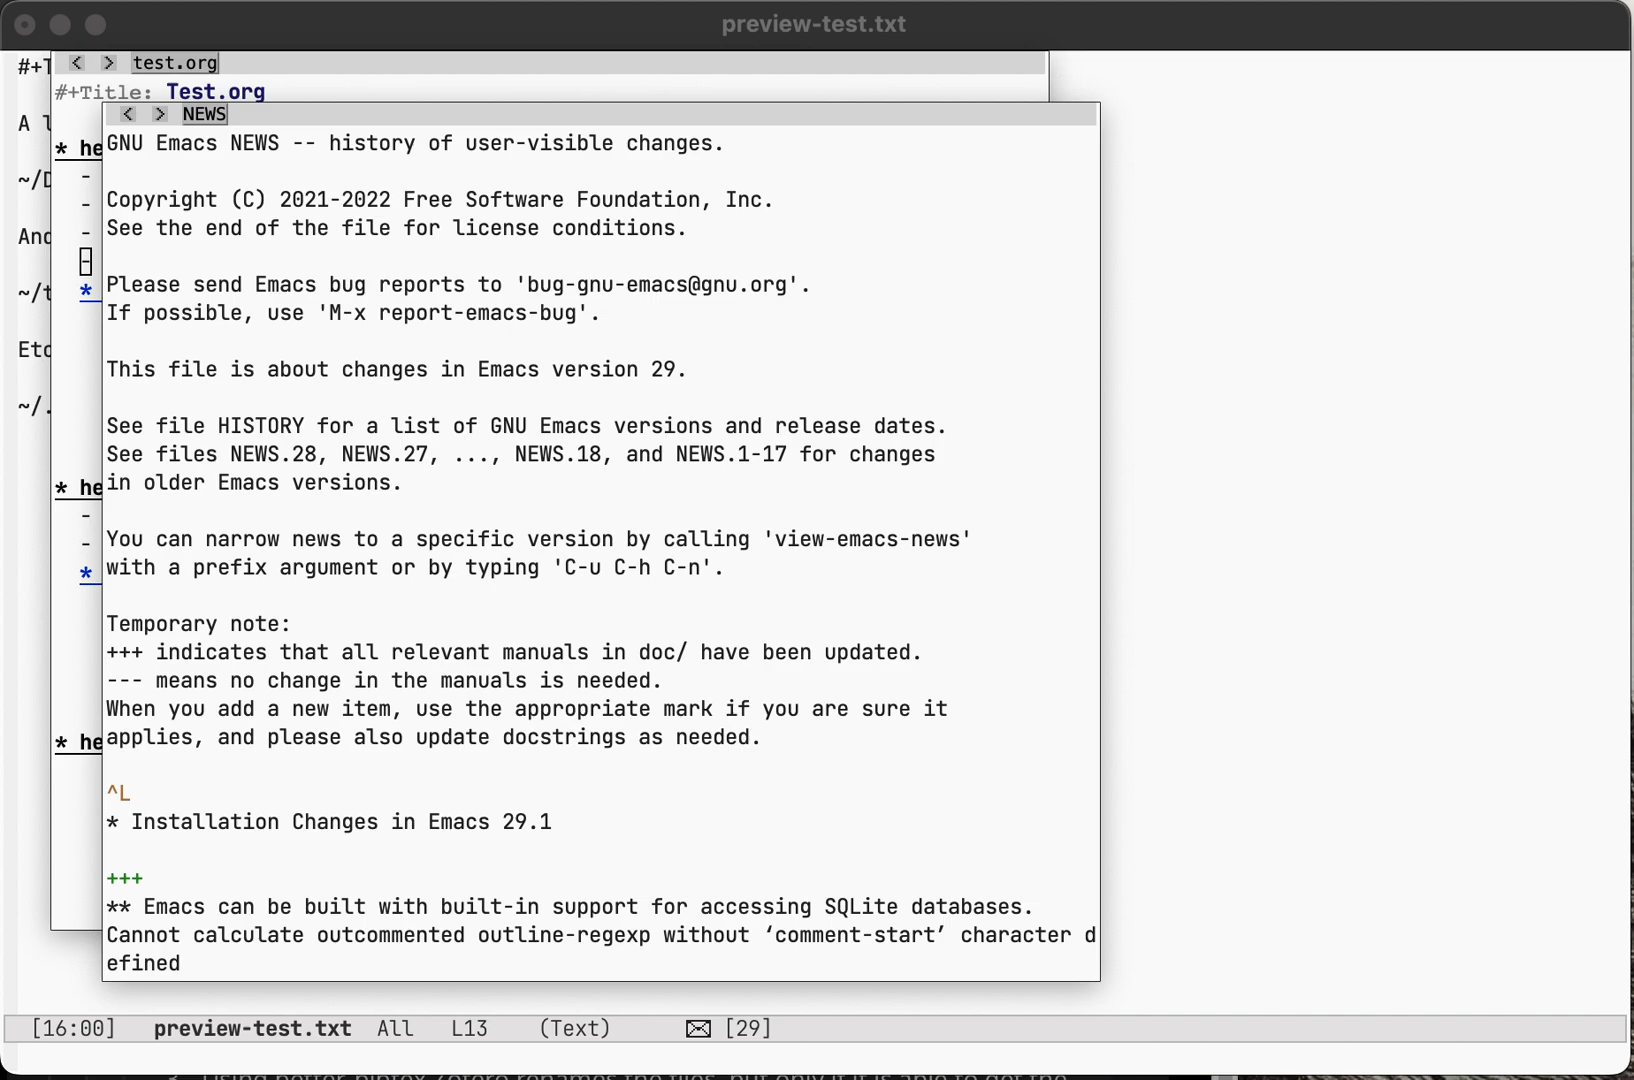 preview-test.txt
#+T
< > test.org
#+Title: Test.org
< > NEWS
A l
* he
~/D
-
-
And
-
-
~/t
*
Etc
~/.
* he
-
-
*
* he
GNU Emacs NEWS -- history of user-visible changes.
Copyright (C) 2021-2022 Free Software Foundation, Inc.
See the end of the file for license conditions.
Please send Emacs bug reports to 'bug-gnu-emacs@gnu.org'.
If possible, use 'M-x report-emacs-bug'.
This file is about changes in Emacs version 29.
See file HISTORY for a list of GNU Emacs versions and release dates.
See files NEWS.28, NEWS.27, ..., NEWS.18, and NEWS.1-17 for changes
in older Emacs versions.
You can narrow news to a specific version by calling 'view-emacs-news'
with a prefix argument or by typing 'C-u C-h C-n'.
Temporary note:
+++ indicates that all relevant manuals in doc/ have been updated.
--- means no change in the manuals is needed.
When you add a new item, use the appropriate mark if you are sure it
applies, and please also update docstrings as needed.
^L
* Installation Changes in Emacs 29.1
+++
** Emacs can be built with built-in support for accessing SQLite databases.
Cannot calculate outcommented outline-regexp without ‘comment-start’ character d
efined
[16:00] preview-test.txt All L13 (Text) [29]